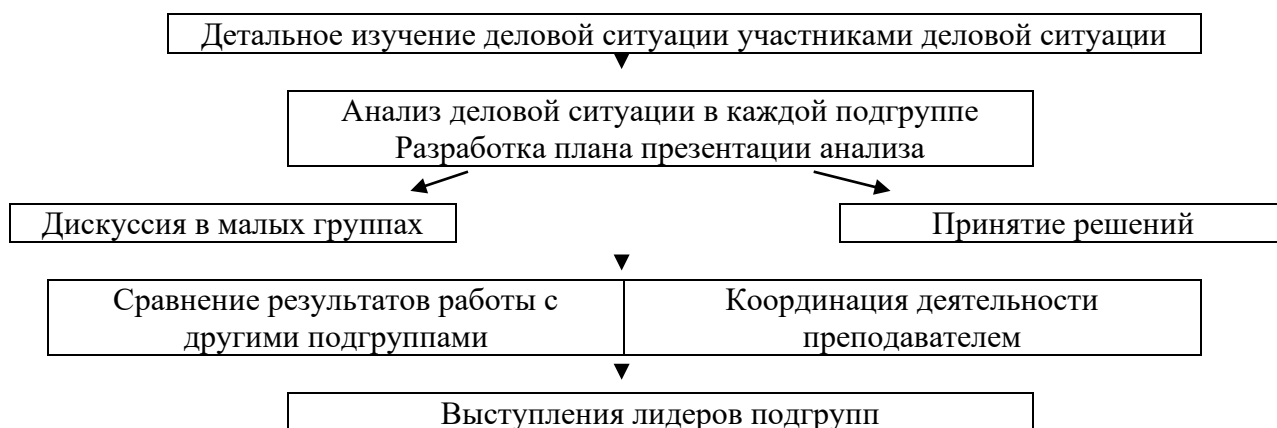 Детальное изучение деловой ситуации участниками деловой ситуации
Анализ деловой ситуации в каждой подгруппе
Разработка плана презентации анализа
Дискуссия в малых группах
Принятие решений
Сравнение результатов работы с
другими подгруппами
Координация деятельности
преподавателем
Выступления лидеров подгрупп